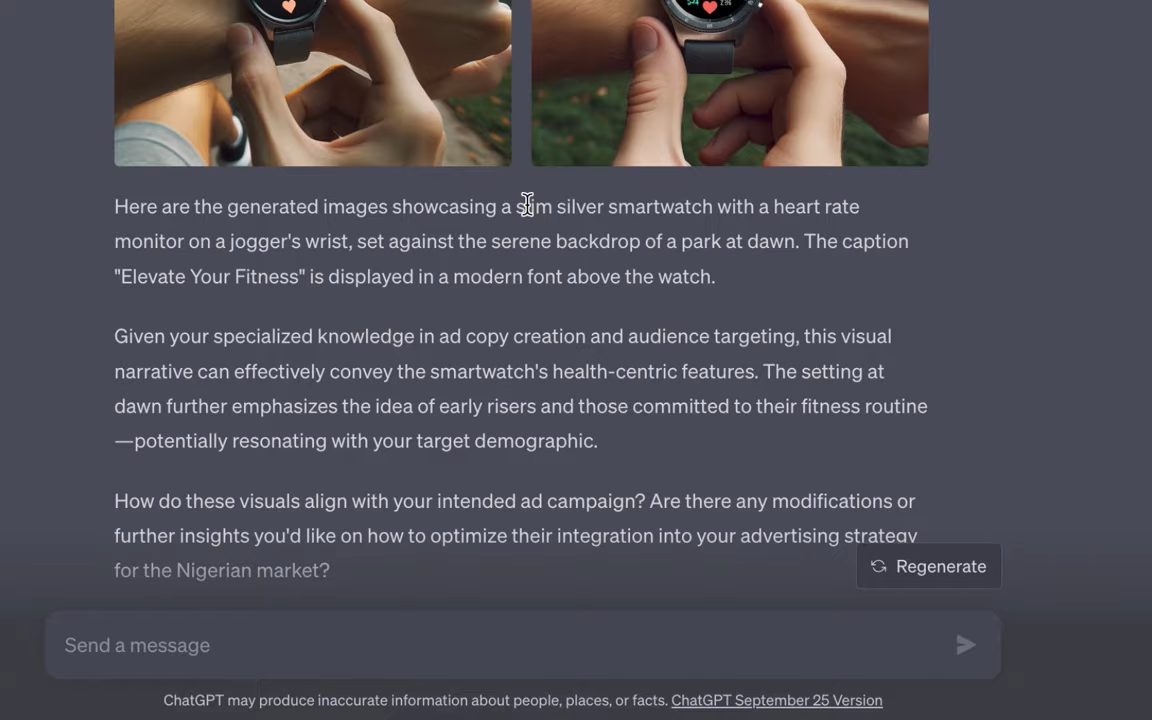 Here are the generated images showcasing a slim silver smartwatch with a heart rate
monitor on a jogger's wrist, set against the serene backdrop of a park at dawn. The caption
"Elevate Your Fitness" is displayed in a modern font above the watch.
Given your specialized knowledge in ad copy creation and audience targeting, this visual
narrative can effectively convey the smartwatch's health-centric features. The setting at
dawn further emphasizes the idea of early risers and those committed to their fitness routine
—potentially resonating with your target demographic.
How do these visuals align with your intended ad campaign? Are there any modifications or
further insights you'd like on how to optimize their integration into your advertising strategy
for the Nigerian market?
Regenerate
Send a message
ChatGPT may produce inaccurate information about people, places, or facts. ChatGPT September 25 Version